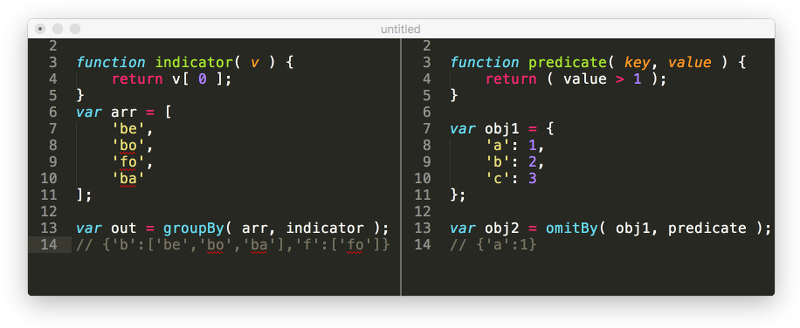 untitled
2
3 function indicator( v ) {
4     return v[ 0 ];
5 }
6 var arr = [
7     'be',
8     'bo',
9     'fo',
10     'ba'
11 ];
12
13 var out = groupBy( arr, indicator );
14 // {'b':['be','bo','ba'],'f':['fo']}
2
3 function predicate( key, value ) {
4     return ( value > 1 );
5 }
6
7 var obj1 = {
8     'a': 1,
9     'b': 2,
10     'c': 3
11 };
12
13 var obj2 = omitBy( obj1, predicate );
14 // {'a':1}